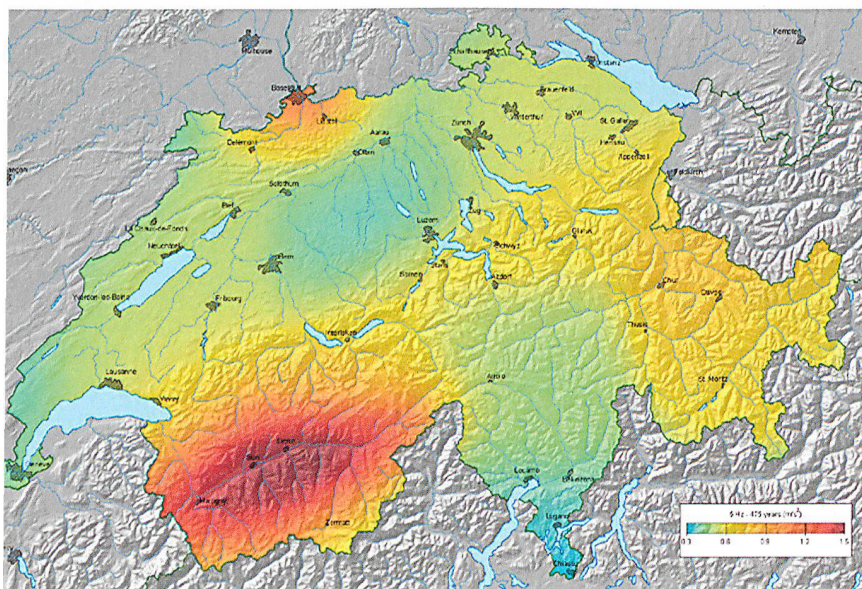 Mulhouse
Kempten
Schaffhausen
Konstanz
Basel
Frauenfeld
Liestal
Winterthur
Wil
St. Gallen
Aarau
Zürich
Herisau
Delémont
Olten
Appenzell
Feldkirch
Solothurn
Biel
Zug
La Chaux-de-Fonds
Luzern
Neuchâtel
Schwyz
Glarus
Bern
Stans
Sarnen
Altdorf
Chur
Davos
Yverdon-les-Bains
Fribourg
Thusis
Interlaken
Lausanne
Airolo
St. Moritz
Vevey
Sierre
Sion
Geneva
Locarno
Bellinzona
Martigny
Zermatt
Lugano
Chiasso
5 Hz - 475 years (m/s²)
0.3 0.6 0.9 1.2 1.5